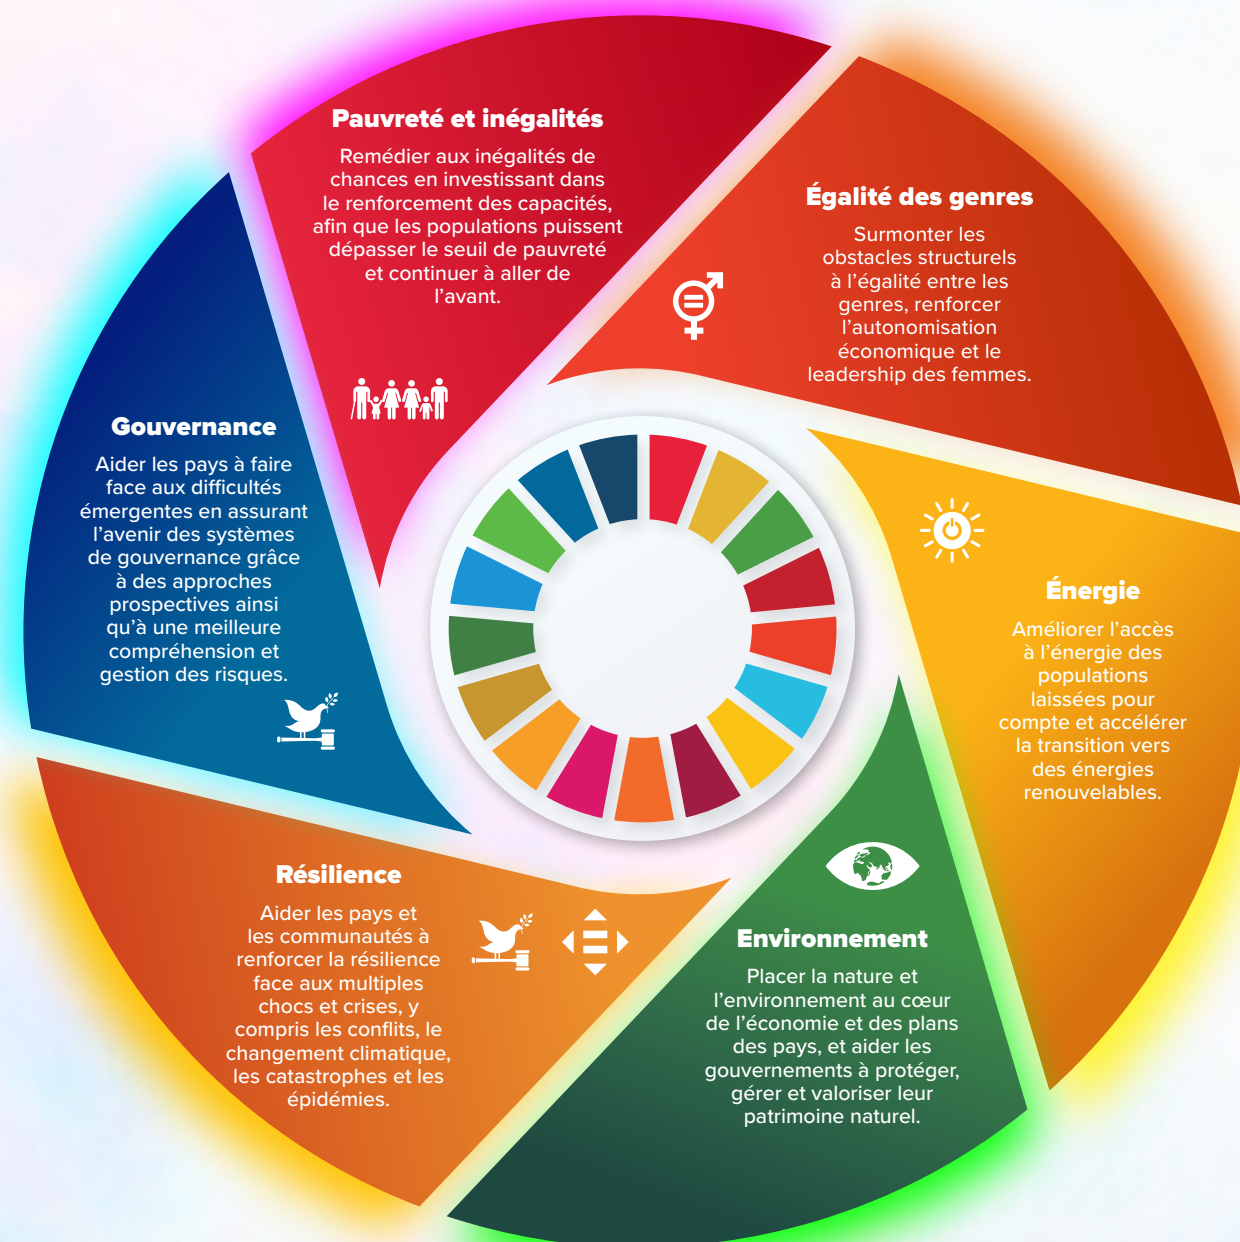 Pauvreté et inégalités
Remédier aux inégalités de
chances en investissant dans
le renforcement des capacités,
afin que les populations puissent
dépasser le seuil de pauvreté
et continuer à aller de
l’avant.
Égalité des genres
Surmonter les
obstacles structurels
à l’égalité entre les
genres, renforcer
l’autonomisation
économique et le
leadership des femmes.
Énergie
Améliorer l’accès
à l’énergie des
populations
laissées pour
compte et accélérer
la transition vers
des énergies
renouvelables.
Environnement
Placer la nature et
l’environnement au cœur
de l’économie et des plans
des pays, et aider les
gouvernements à protéger,
gérer et valoriser leur
patrimoine naturel.
Résilience
Aider les pays et
les communautés à
renforcer la résilience
face aux multiples
chocs et crises, y
compris les conflits, le
changement climatique,
les catastrophes et les
épidémies.
Gouvernance
Aider les pays à faire
face aux difficultés
émergentes en assurant
l’avenir des systèmes
de gouvernance grâce
à des approches
prospectives ainsi
qu’à une meilleure
compréhension et
gestion des risques.